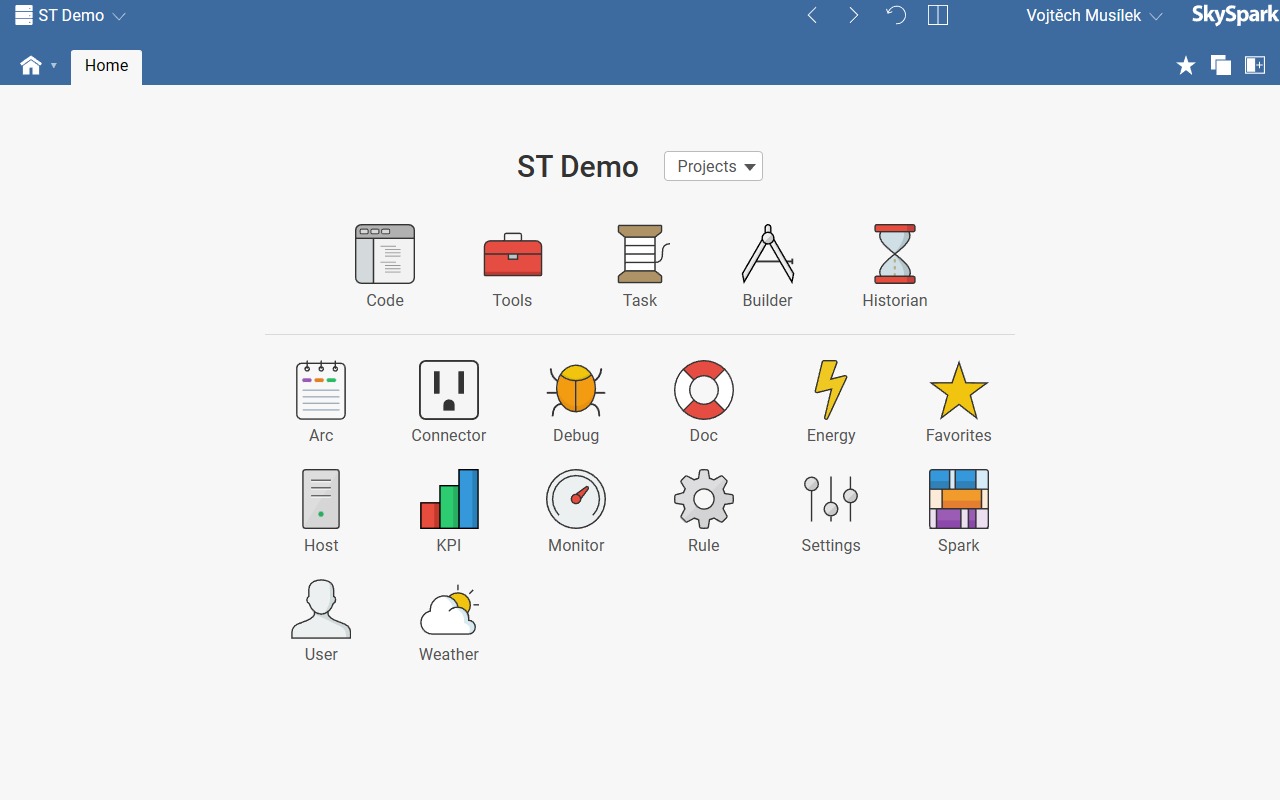 ST Demo
Vojtěch Musílek
SkySpark
Home
ST Demo
Projects
Code
Tools
Task
Builder
Historian
Arc
Connector
Debug
Doc
Energy
Favorites
Host
KPI
Monitor
Rule
Settings
Spark
User
Weather